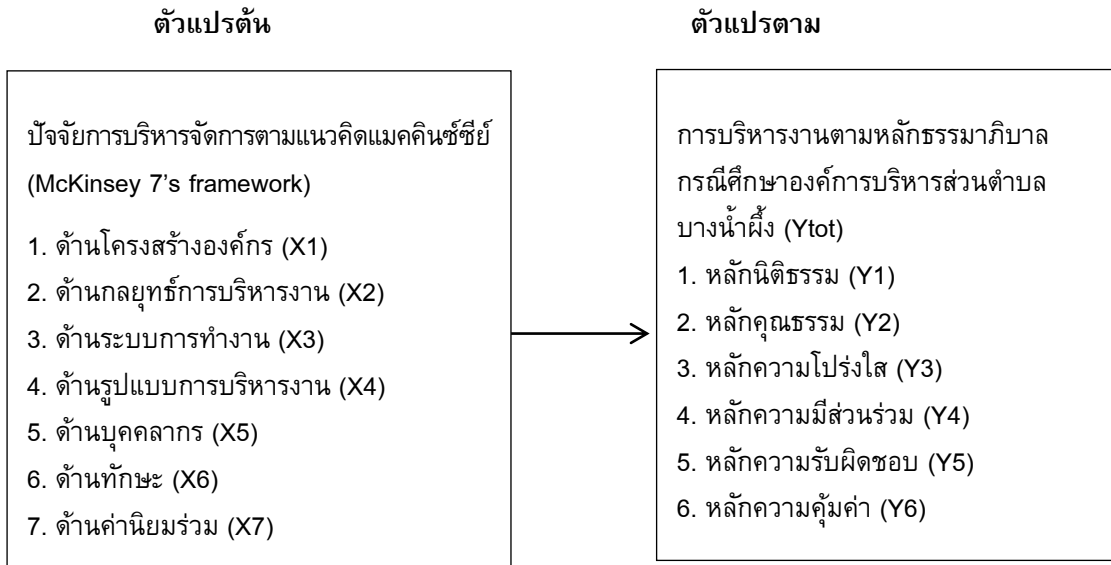 ตัวแปรต้น
ปัจจัยการบริหารจัดการตามแนวคิดแมคคินซ์ซีย์
(McKinsey 7's framework)
1. ด้านโครงสร้างองค์กร (X1)
2. ด้านกลยุทธ์การบริหารงาน (X2)
3. ด้านระบบการทำงาน (X3)
4. ด้านรูปแบบการบริหารงาน (X4)
5. ด้านบุคคลากร (X5)
6. ด้านทักษะ (X6)
7. ด้านค่านิยมร่วม (X7)
ตัวแปรตาม
การบริหารงานตามหลักธรรมาภิบาล
กรณีศึกษาองค์การบริหารส่วนตำบล
บางน้ำผึ้ง (Ytot)
1. หลักนิติธรรม (Y1)
2. หลักคุณธรรม (Y2)
3. หลักความโปร่งใส (Y3)
4. หลักความมีส่วนร่วม (Y4)
5. หลักความรับผิดชอบ (Y5)
6. หลักความคุ้มค่า (Y6)